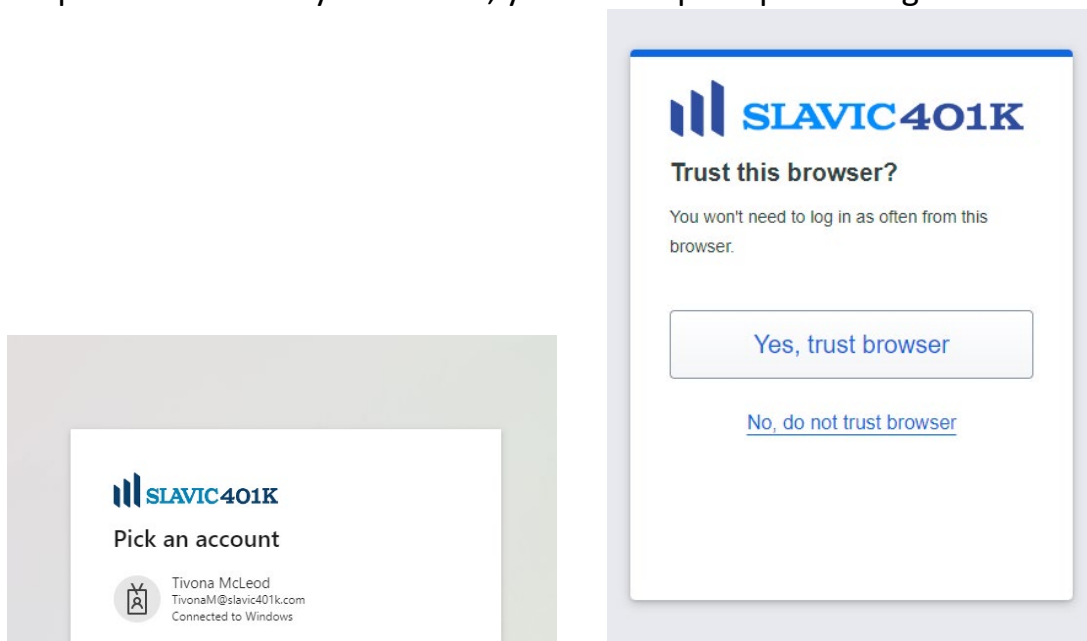 SLAVIC401K
Trust this browser?
You won't need to log in as often from this
browser.
Yes, trust browser
No, do not trust browser
SLAVIC401K
Pick an account
Tivona McLeod
TivonaM@slavic401k.com
Connected to Windows